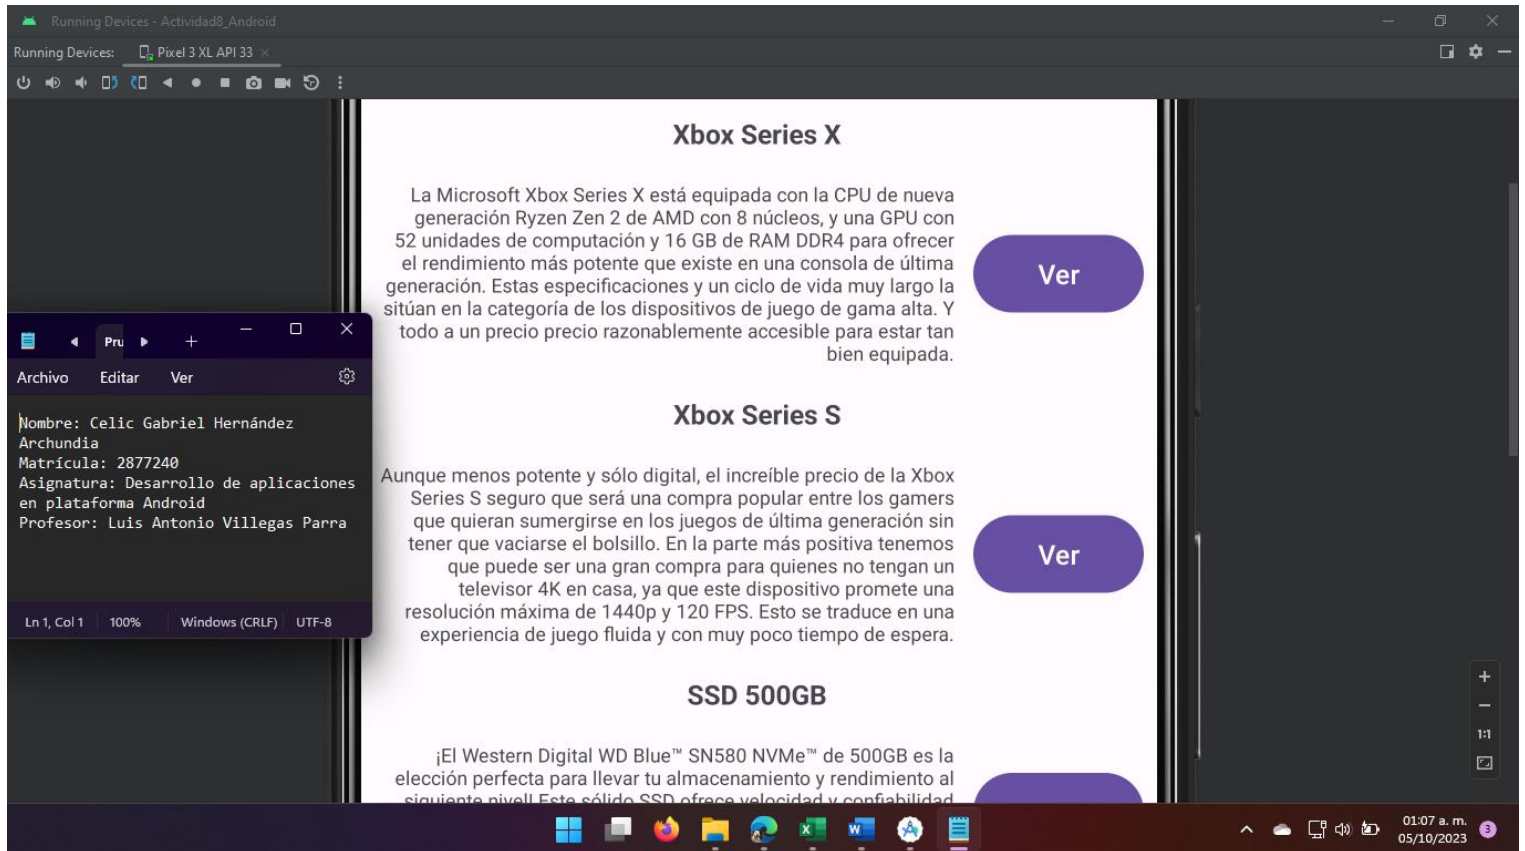 Running Devices - Actividad8_Android
Running Devices:
Pixel 3 XL API 33
Xbox Series X
La Microsoft Xbox Series X está equipada con la CPU de nueva
generación Ryzen Zen 2 de AMD con 8 núcleos, y una GPU con
52 unidades de computación y 16 GB de RAM DDR4 para ofrecer
el rendimiento más potente que existe en una consola de última
generación. Estas especificaciones y un ciclo de vida muy largo la
sitúan en la categoría de los dispositivos de juego de gama alta. Y
todo a un precio precio razonablemente accesible para estar tan
bien equipada.
Ver
Pru
Archivo Editar Ver
Nombre: Celic Gabriel Hernández
Archundia
Matrícula: 2877240
Asignatura: Desarrollo de aplicaciones
en plataforma Android
Profesor: Luis Antonio Villegas Parra
Ln 1, Col 1 100% Windows (CRLF) UTF-8
Xbox Series S
Aunque menos potente y sólo digital, el increíble precio de la Xbox
Series S seguro que será una compra popular entre los gamers
que quieran sumergirse en los juegos de última generación sin
tener que vaciarse el bolsillo. En la parte más positiva tenemos
que puede ser una gran compra para quienes no tengan un
televisor 4K en casa, ya que este dispositivo promete una
resolución máxima de 1440p y 120 FPS. Esto se traduce en una
experiencia de juego fluida y con muy poco tiempo de espera.
Ver
SSD 500GB
¡El Western Digital WD Blue™ SN580 NVMe™ de 500GB es la
elección perfecta para llevar tu almacenamiento y rendimiento al
siguiente nivel! Este sólido SSD ofrece velocidad y confiabilidad
1:1
01:07 a. m.
05/10/2023
3